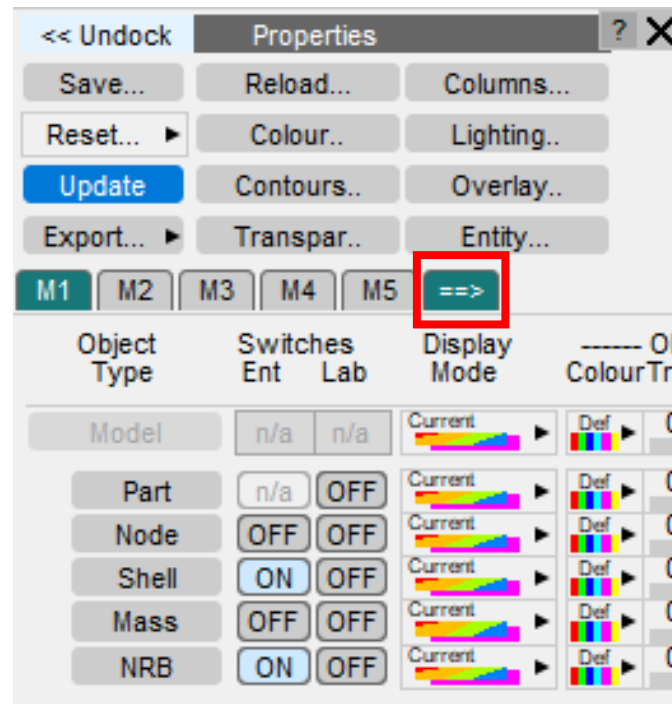 << Undock Properties ? X
Save... Reload... Columns...
Reset... Colour.. Lighting..
Update Contours.. Overlay..
Export... Transpar.. Entity...
M1 M2 M3 M4 M5 ==>
Object Switches Display ------
Type Ent Lab Mode Colour
Model n/a n/a Current Def
Part n/a OFF Current Def
Node OFF OFF Current Def
Shell ON OFF Current Def
Mass OFF OFF Current Def
NRB ON OFF Current Def